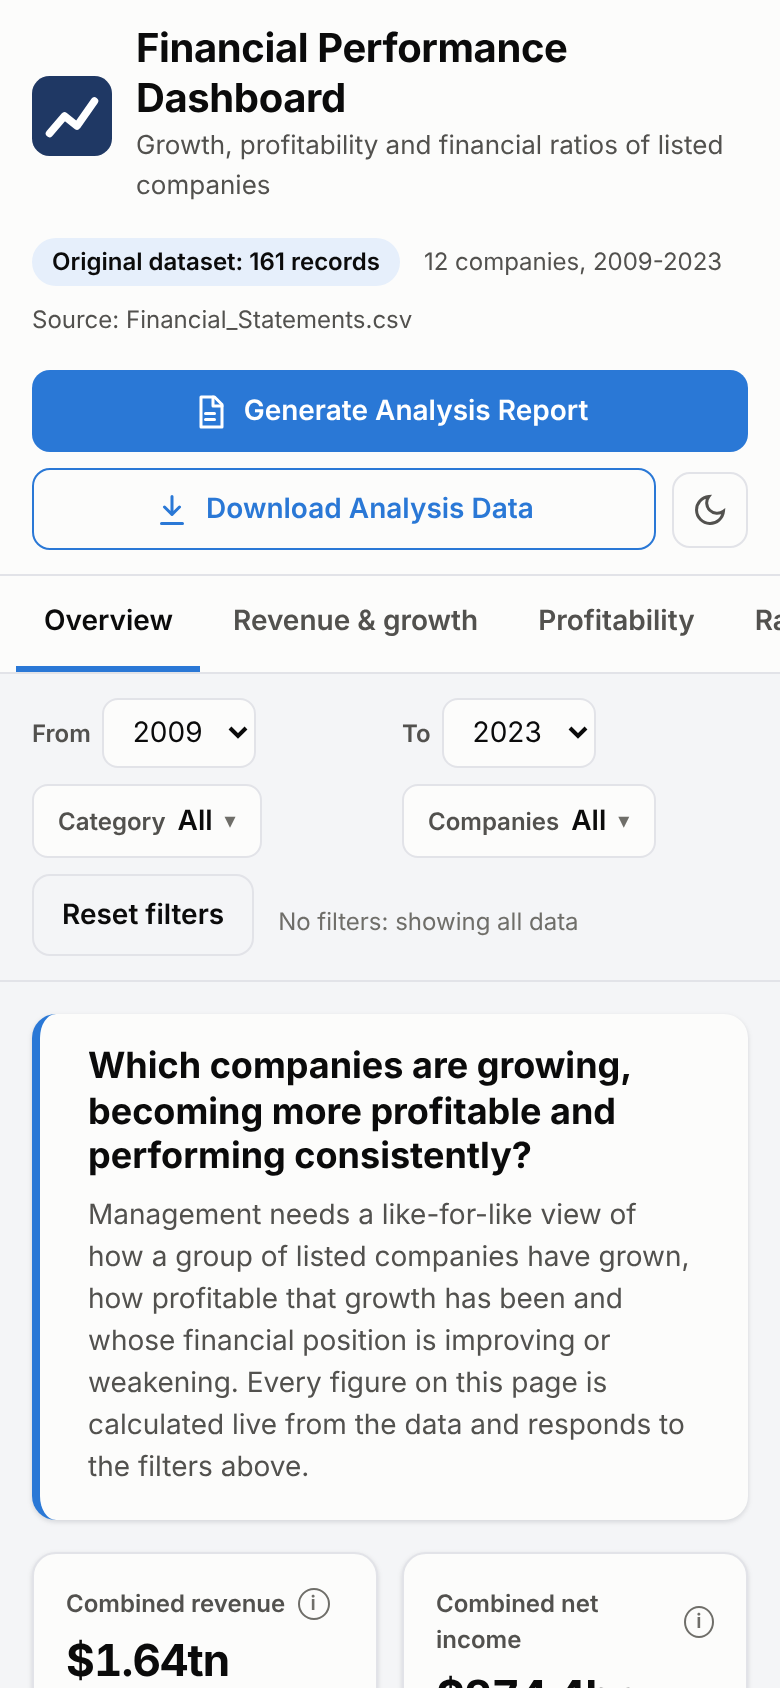 Financial Performance
Dashboard
Growth, profitability and financial ratios of listed
companies
Original dataset: 161 records 12 companies, 2009-2023
Source: Financial_Statements.csv
Generate Analysis Report
Download Analysis Data
Overview Revenue & growth Profitability
From 2009 To 2023
Category All ▾ Companies All ▾
Reset filters No filters: showing all data
Which companies are growing,
becoming more profitable and
performing consistently?
Management needs a like-for-like view of
how a group of listed companies have grown,
how profitable that growth has been and
whose financial position is improving or
weakening. Every figure on this page is
calculated live from the data and responds to
the filters above.
Combined revenue i
$1.64tn
Combined net
income i